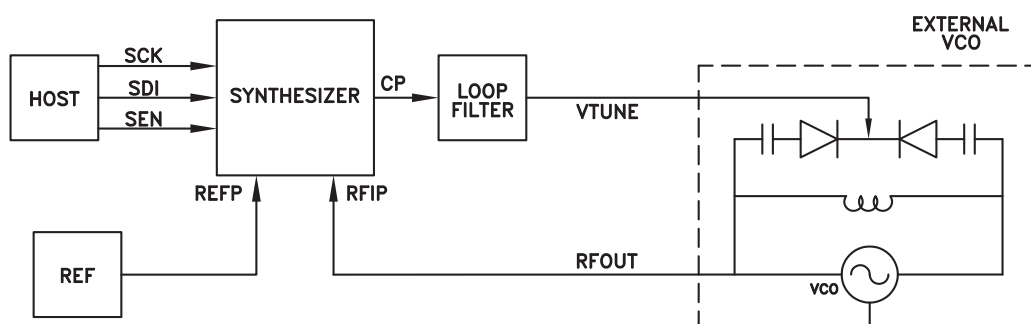 EXTERNAL
VCO
SCK
HOST
SDI
SEN
SYNTHESIZER
CP
LOOP
FILTER
VTUNE
REFP
RFIP
REF
RFOUT
VCO